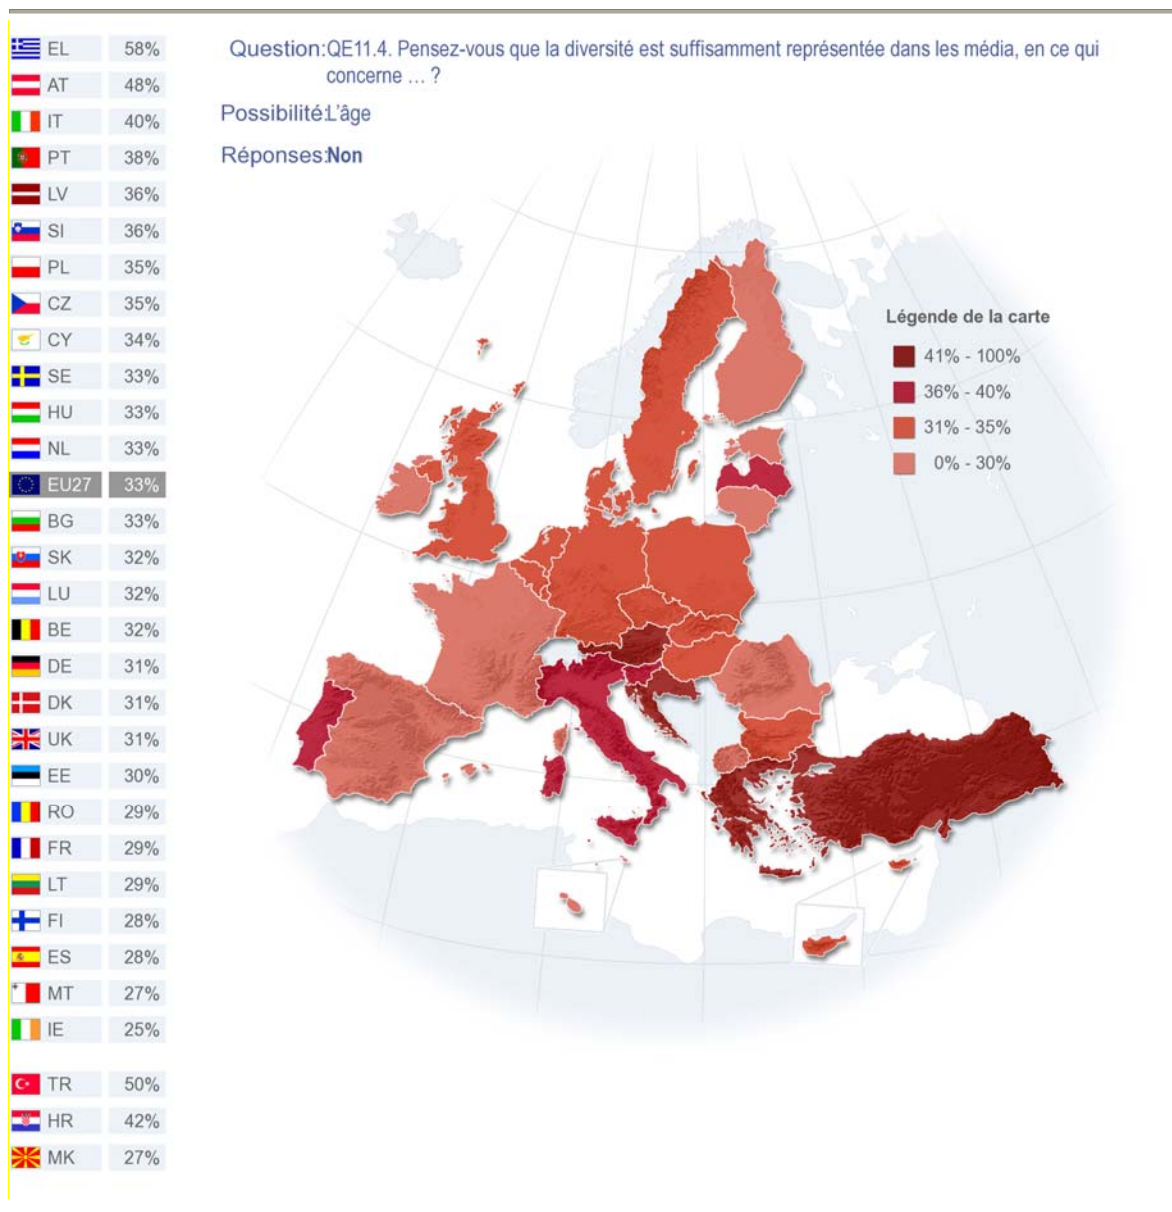 EL 58%
AT 48%
IT 40%
PT 38%
LV 36%
SI 36%
PL 35%
CZ 35%
CY 34%
SE 33%
HU 33%
NL 33%
EU27 33%
BG 33%
SK 32%
LU 32%
BE 32%
DE 31%
DK 31%
UK 31%
EE 30%
RO 29%
FR 29%
LT 29%
FI 28%
ES 28%
MT 27%
IE 25%
TR 50%
HR 42%
MK 27%
Question:QE11.4. Pensez-vous que la diversité est suffisamment représentée dans les média, en ce qui
concerne … ?
Possibilité:L'âge
Réponses:Non
Légende de la carte
41% - 100%
36% - 40%
31% - 35%
0% - 30%